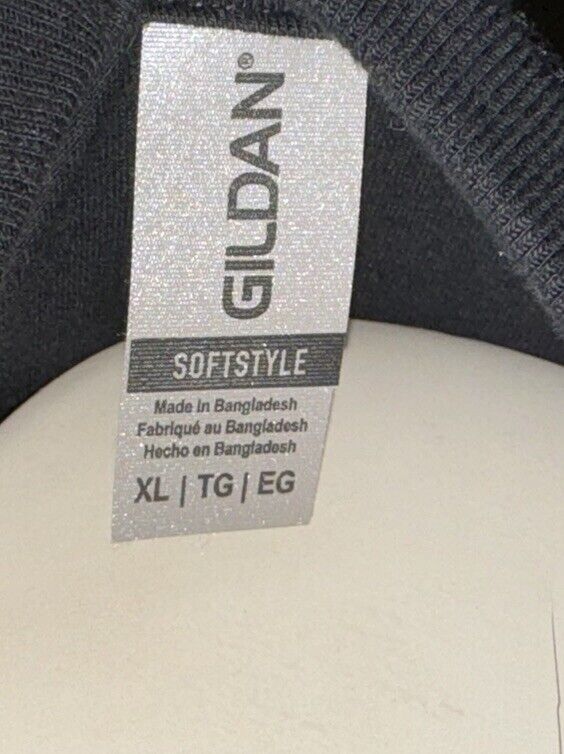 GILDAN®
SOFTSTYLE
Made in Bangladesh
Fabriqué au Bangladesh
Hecho en Bangladesh
XL | TG | EG